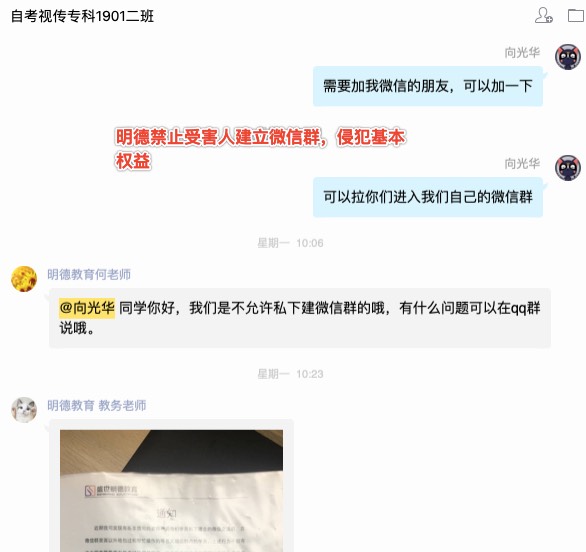 自考视传专科1901二班
向光华
需要加我微信的朋友，可以加一下
明德禁止受害人建立微信群，侵犯基本
权益
向光华
可以拉你们进入我们自己的微信群
星期一 10:06
明德教育何老师
@向光华 同学你好，我们是不允许私下建微信群的哦，有什么问题可以在qq群
说哦。
星期一 10:23
明德教育 教务老师
盛世明德教育
通知